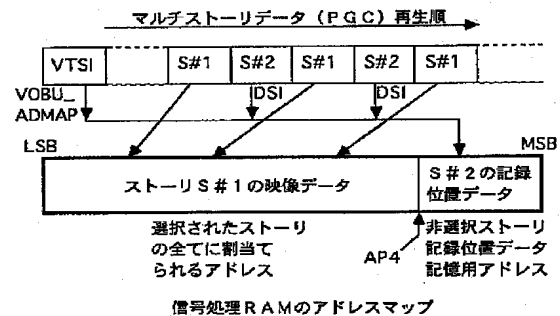 マルチストーリデータ（ＰＧＣ）再生順
VTSI S#1 S#2 S#1 S#2 S#1
VOBU_
ADMAP
DSI DSI
LSB MSB
ストーリＳ＃１の映像データ
Ｓ＃２の記録
位置データ
選択されたストーリ
の全てに割当て
られるアドレス
AP4
非選択ストーリ
記録位置データ
記憶用アドレス
信号処理ＲＡＭのアドレスマップ